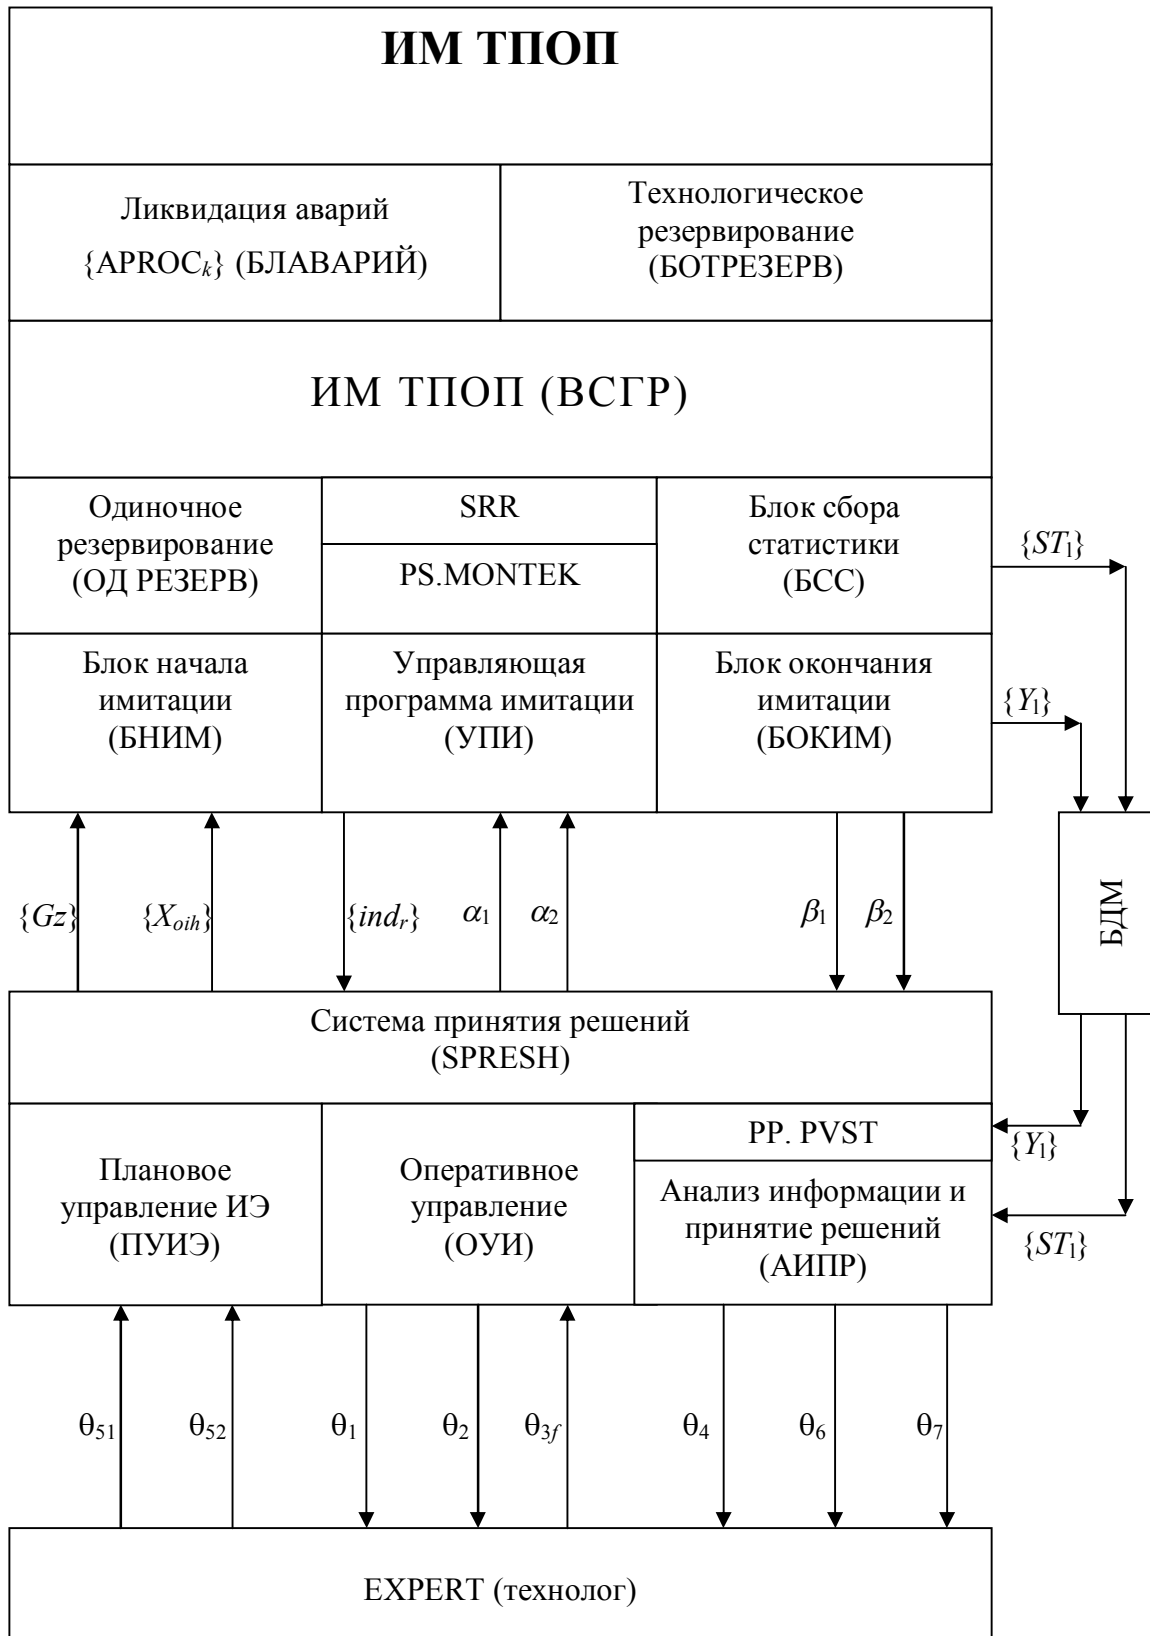 ИМ ТПОП
Ликвидация аварий
{APROCk} (БЛАВАРИЙ)
Технологическое
резервирование
(БОТРЕЗЕРВ)
ИМ ТПОП (ВСГР)
Одиночное
резервирование
(ОД РЕЗЕРВ)
SRR
PS.MONTEK
Блок сбора
статистики
(БСС)
{ST1}
Блок начала
имитации
(БНИМ)
Управляющая
программа имитации
(УПИ)
Блок окончания
имитации
(БОКИМ)
{Y1}
{Gz}
{Xoih}
{indr}
α1
α2
β1
β2
БДМ
Система принятия решений
(SPRESH)
Плановое
управление ИЭ
(ПУИЭ)
Оперативное
управление
(ОУИ)
PP. PVST
Анализ информации и
принятие решений
(АИПР)
{Y1}
{ST1}
θ51
θ52
θ1
θ2
θ3f
θ4
θ6
θ7
EXPERT (технолог)